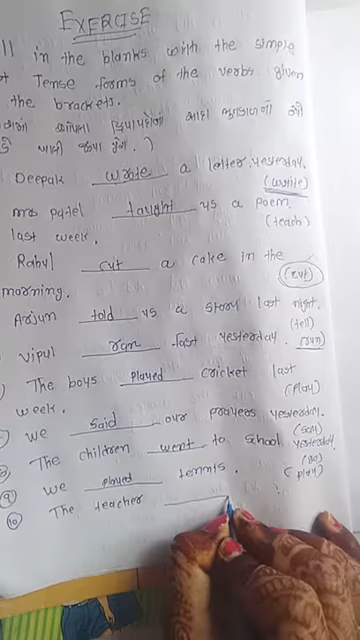 EXERCISE
ll in the blanks with the simple
t Tense forms of the verbs given
the brackets.
Deepak wrote a letter yesterday.
(write)
mrs patel taught us a poem
last week. (teach)
Rahul cut a cake in the
morning. (cut)
Arjun told us a story last night.
(tell)
Vipul ran fast yesterday. (run)
The boys played cricket last
week. (play)
we said our prayers yesterday.
(say)
The children went to school yesterday.
(go)
(9) we played tennis. (play)
(10) The teacher